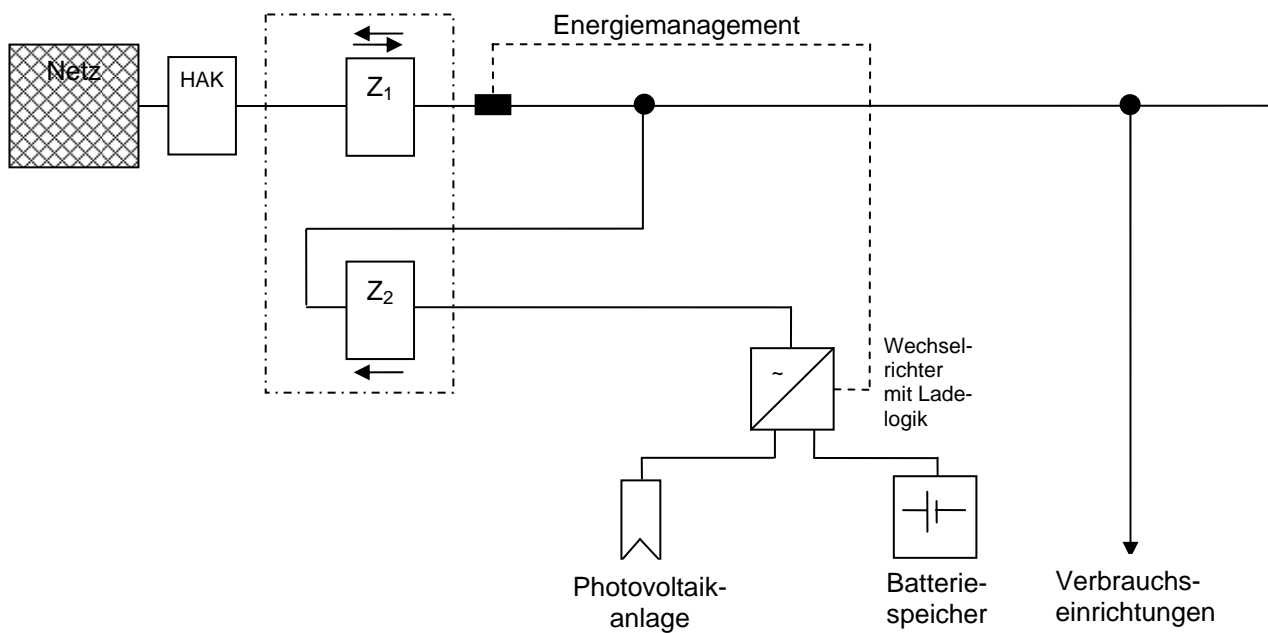 Energiemanagement
Netz
HAK
Z₁
Z₂
~
Wechsel-
richter
mit Lade-
logik
Photovoltaik-
anlage
Batterie-
speicher
Verbrauchs-
einrichtungen